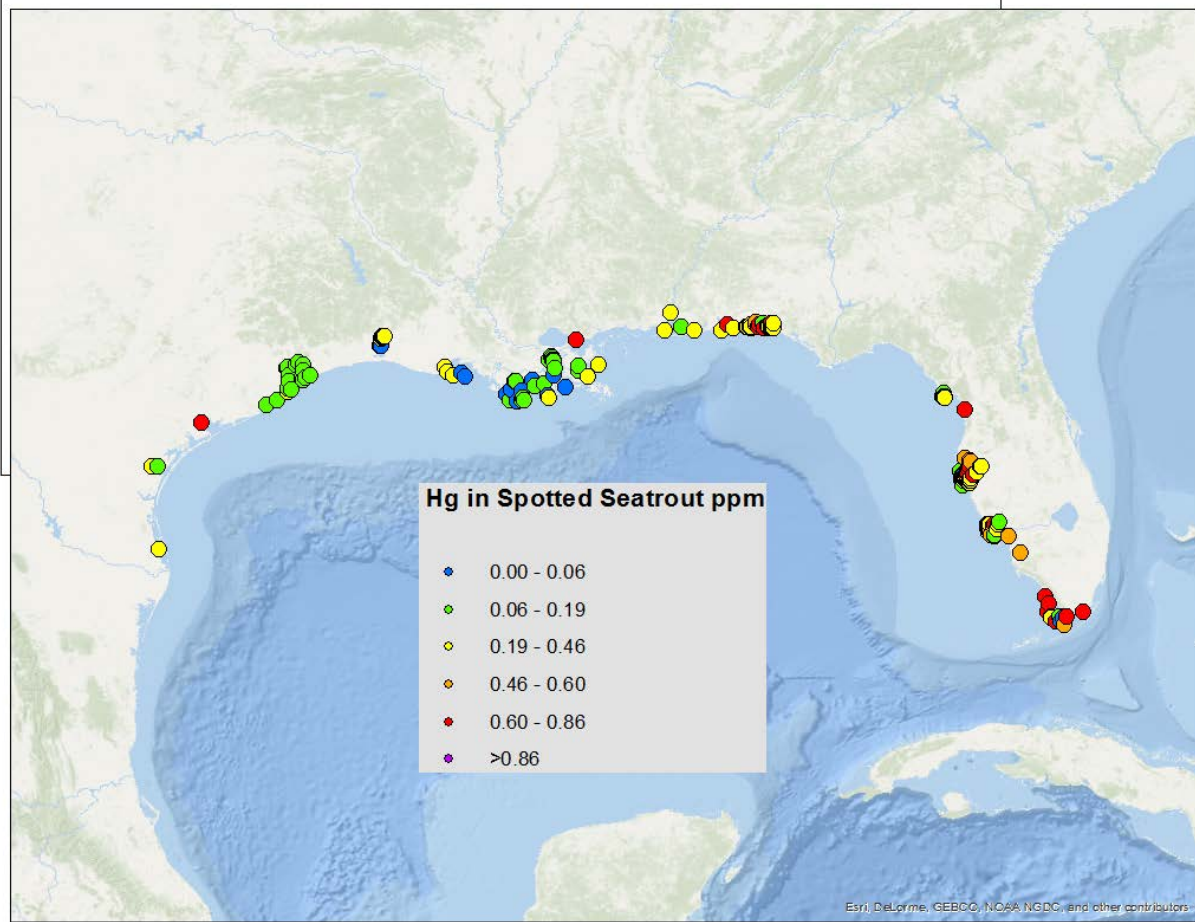 Hg in Spotted Seatrout ppm
0.00 - 0.06
0.06 - 0.19
0.19 - 0.46
0.46 - 0.60
0.60 - 0.86
>0.86
Esri, DeLorme, GEBCO, NOAA NGDC, and other contributors